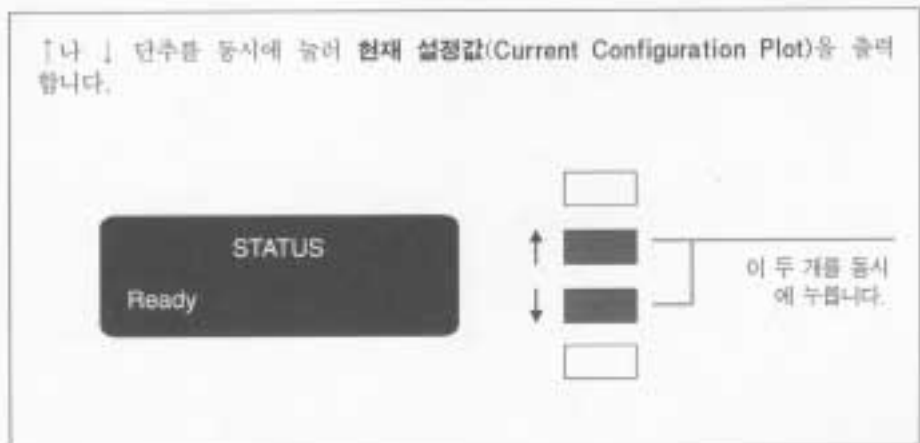 ↑나 ↓ 단추를 동시에 눌러 현재 설정값(Current Configuration Plot)을 출력
합니다.
STATUS
Ready
↑
↓
이 두 개를 동시
에 누릅니다.